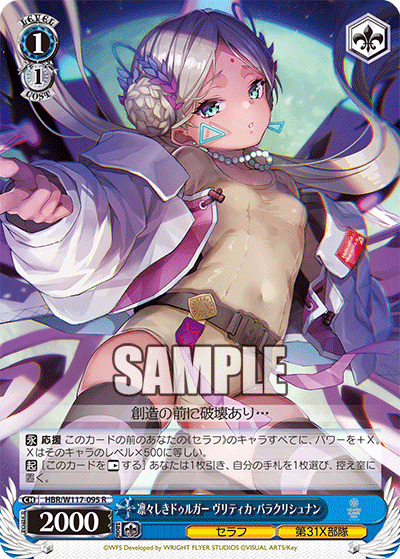 LEVEL
1
1
COST
SAMPLE
創造の前に破壊あり…
永 応援 このカードの前のあなたの《セラフ》のキャラすべてに、パワーを+X。
Xはそのキャラのレベル×500に等しい。
起［このカードを する］ あなたは1枚引き、自分の手札を1枚選び、控え室に置く。
CH HBR/W117-095 R
2000
凛々しきドゥルガー ヴリティカ・バラクリシュナン
セラフ
第31X部隊
©WFS Developed by WRIGHT FLYER STUDIOS ©VISUAL ARTS/Key